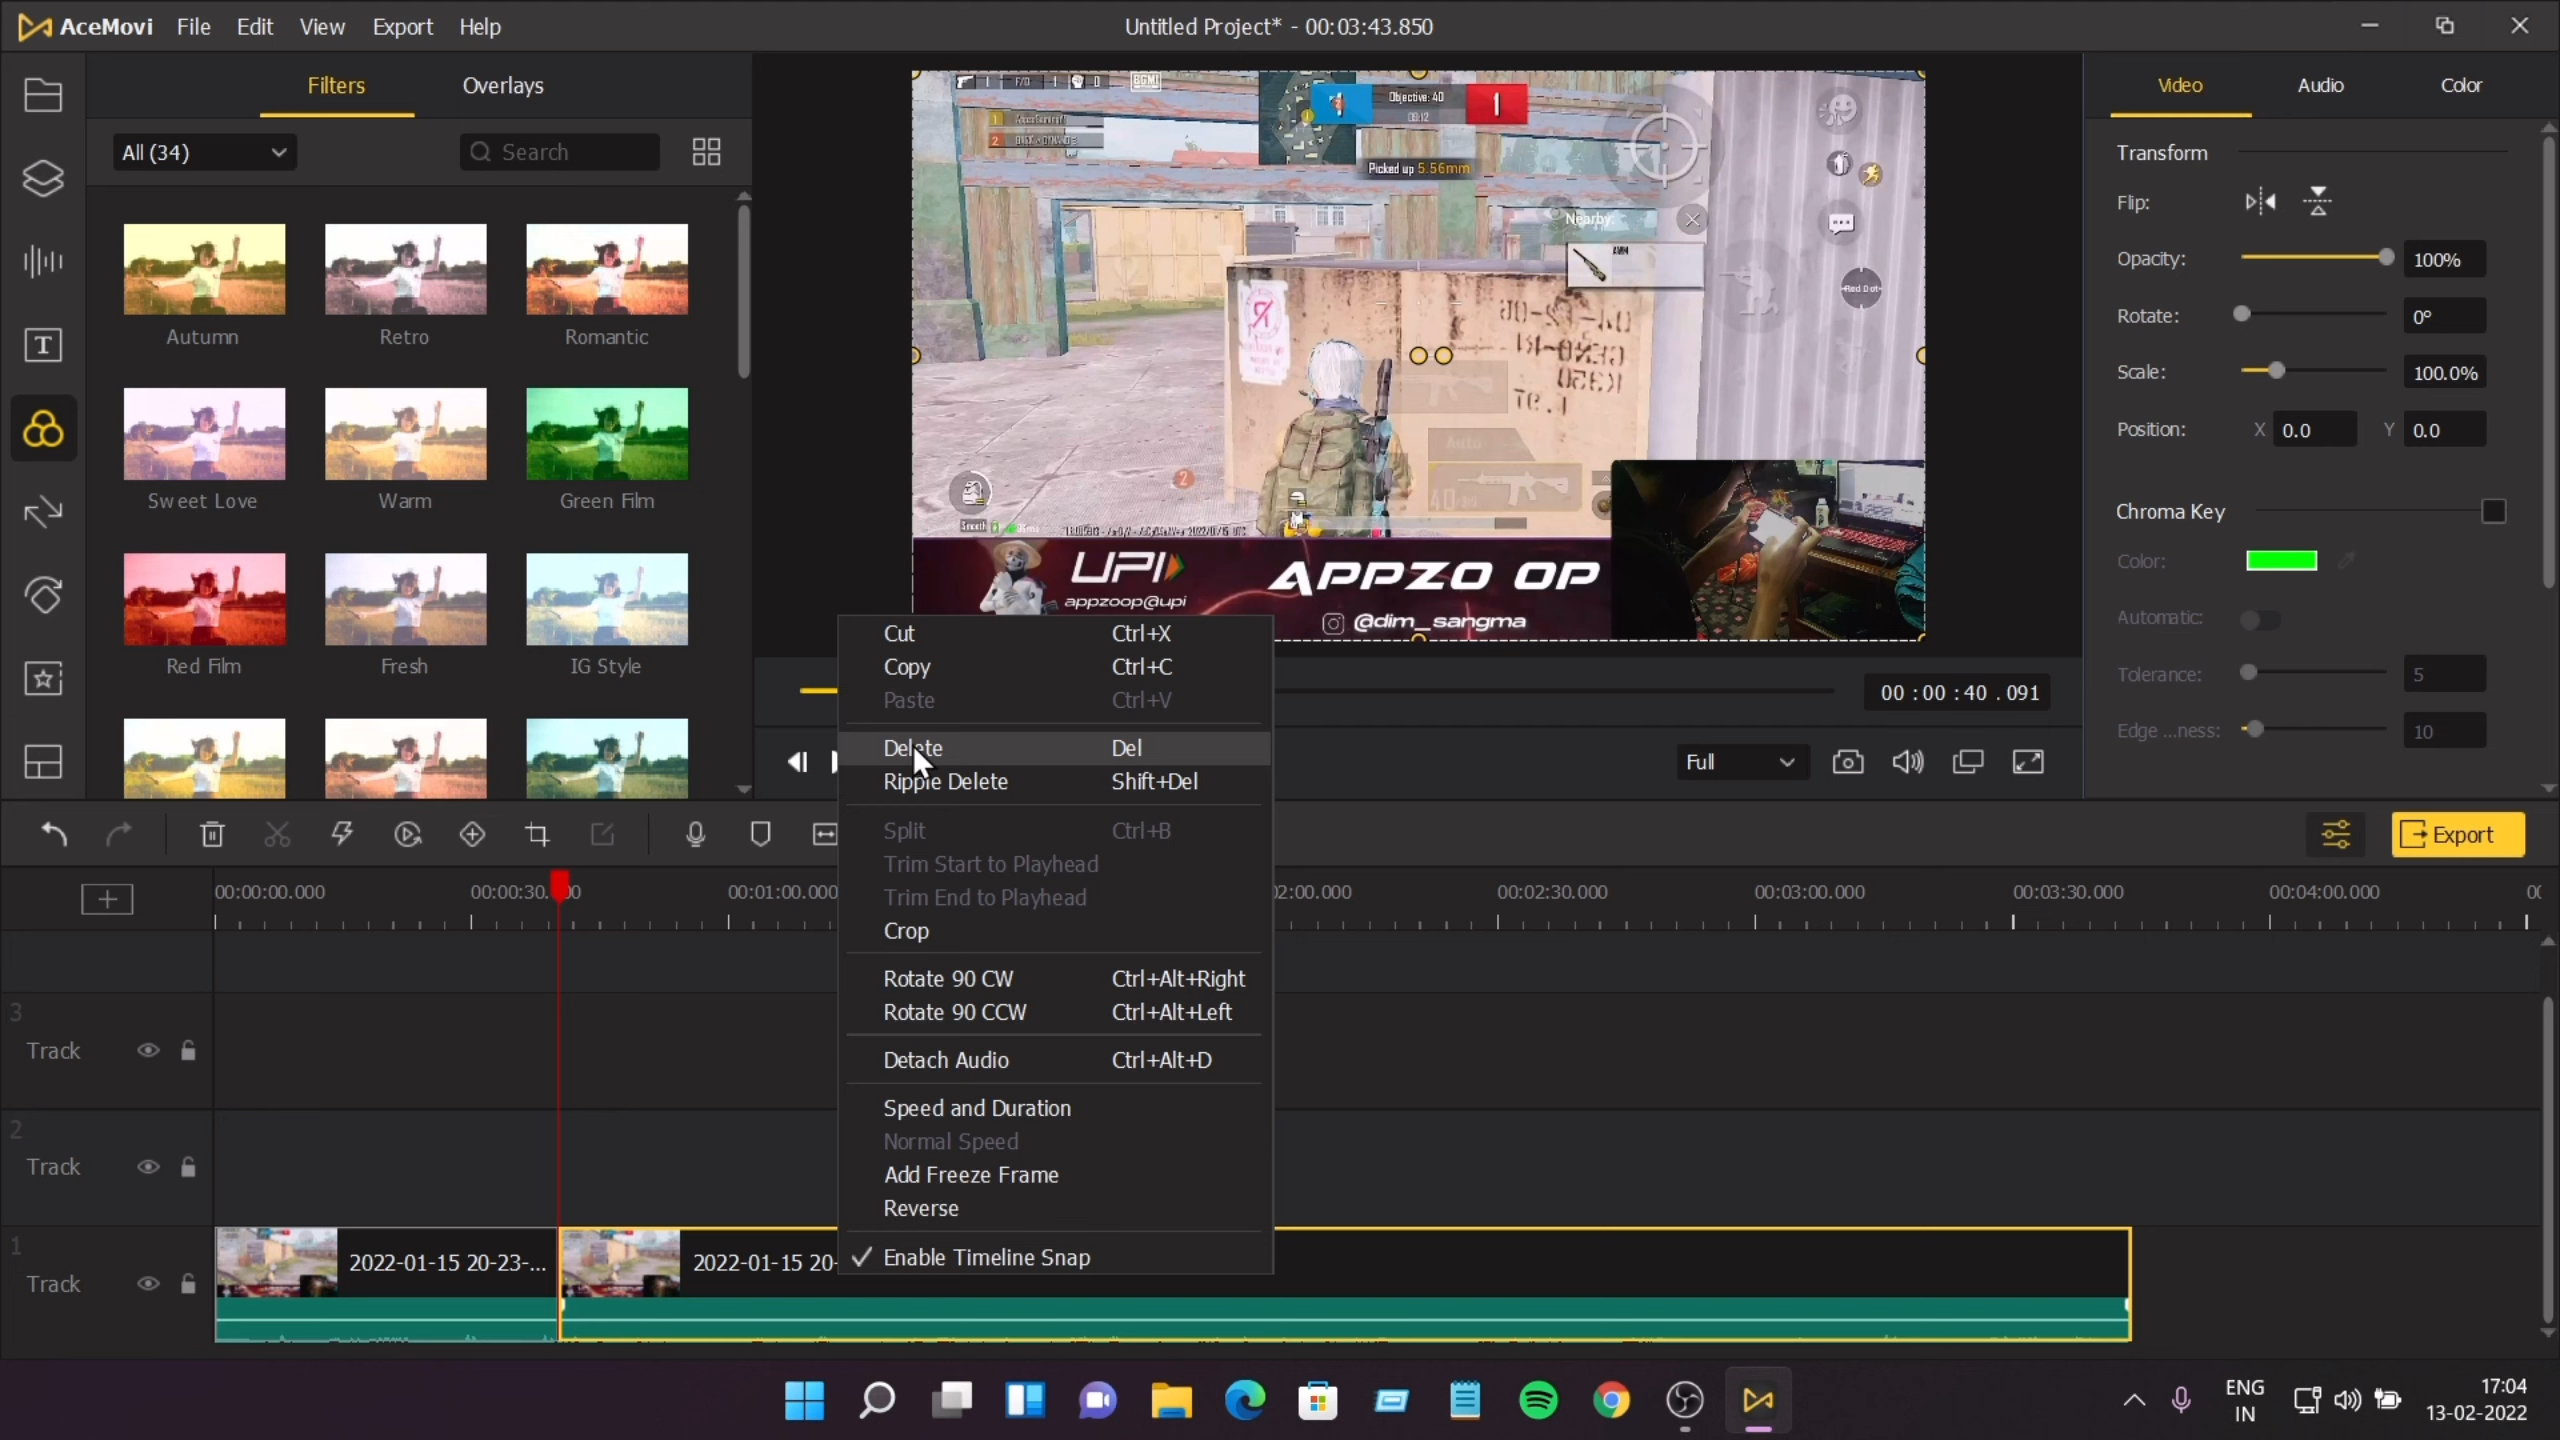 AceMovi File Edit View Export Help
Untitled Project* - 00:03:43.850
Filters Overlays
All (34)
Search
Autumn Retro Romantic
Sweet Love Warm Green Film
Red Film Fresh IG Style
BGMI
Objective: 40
1
Picked up 5.56mm
Nearby:
AWM
Red Dot
Auto
2
UPI
appzoop@upi
APPZO OP
@dim_sangma
00 : 00 : 40 . 091
Full
Video Audio Color
Transform
Flip:
Opacity: 100%
Rotate: 0°
Scale: 100.0%
Position: X 0.0 Y 0.0
Chroma Key
Color:
Automatic:
Tolerance: 5
Edge ...ness: 10
Cut Ctrl+X
Copy Ctrl+C
Paste Ctrl+V
Delete Del
Ripple Delete Shift+Del
Split Ctrl+B
Trim Start to Playhead
Trim End to Playhead
Crop
Rotate 90 CW Ctrl+Alt+Right
Rotate 90 CCW Ctrl+Alt+Left
Detach Audio Ctrl+Alt+D
Speed and Duration
Normal Speed
Add Freeze Frame
Reverse
Enable Timeline Snap
Export
00:00:00.000 00:00:30. 00 00:01:00.000 2:00.000 00:02:30.000 00:03:00.000 00:03:30.000 00:04:00.000
3
Track
2
Track
1
Track
2022-01-15 20-23-... 2022-01-15 20-
ENG
IN
17:04
13-02-2022